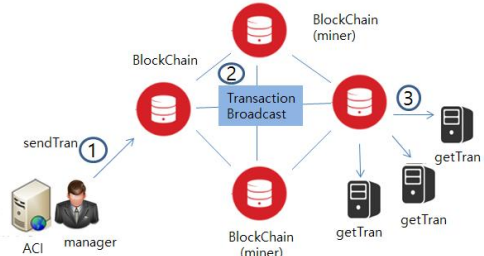 BlockChain
(miner)
BlockChain
2
Transaction
Broadcast
3
sendTran
1
getTran
getTran
getTran
manager
ACI
BlockChain
(miner)